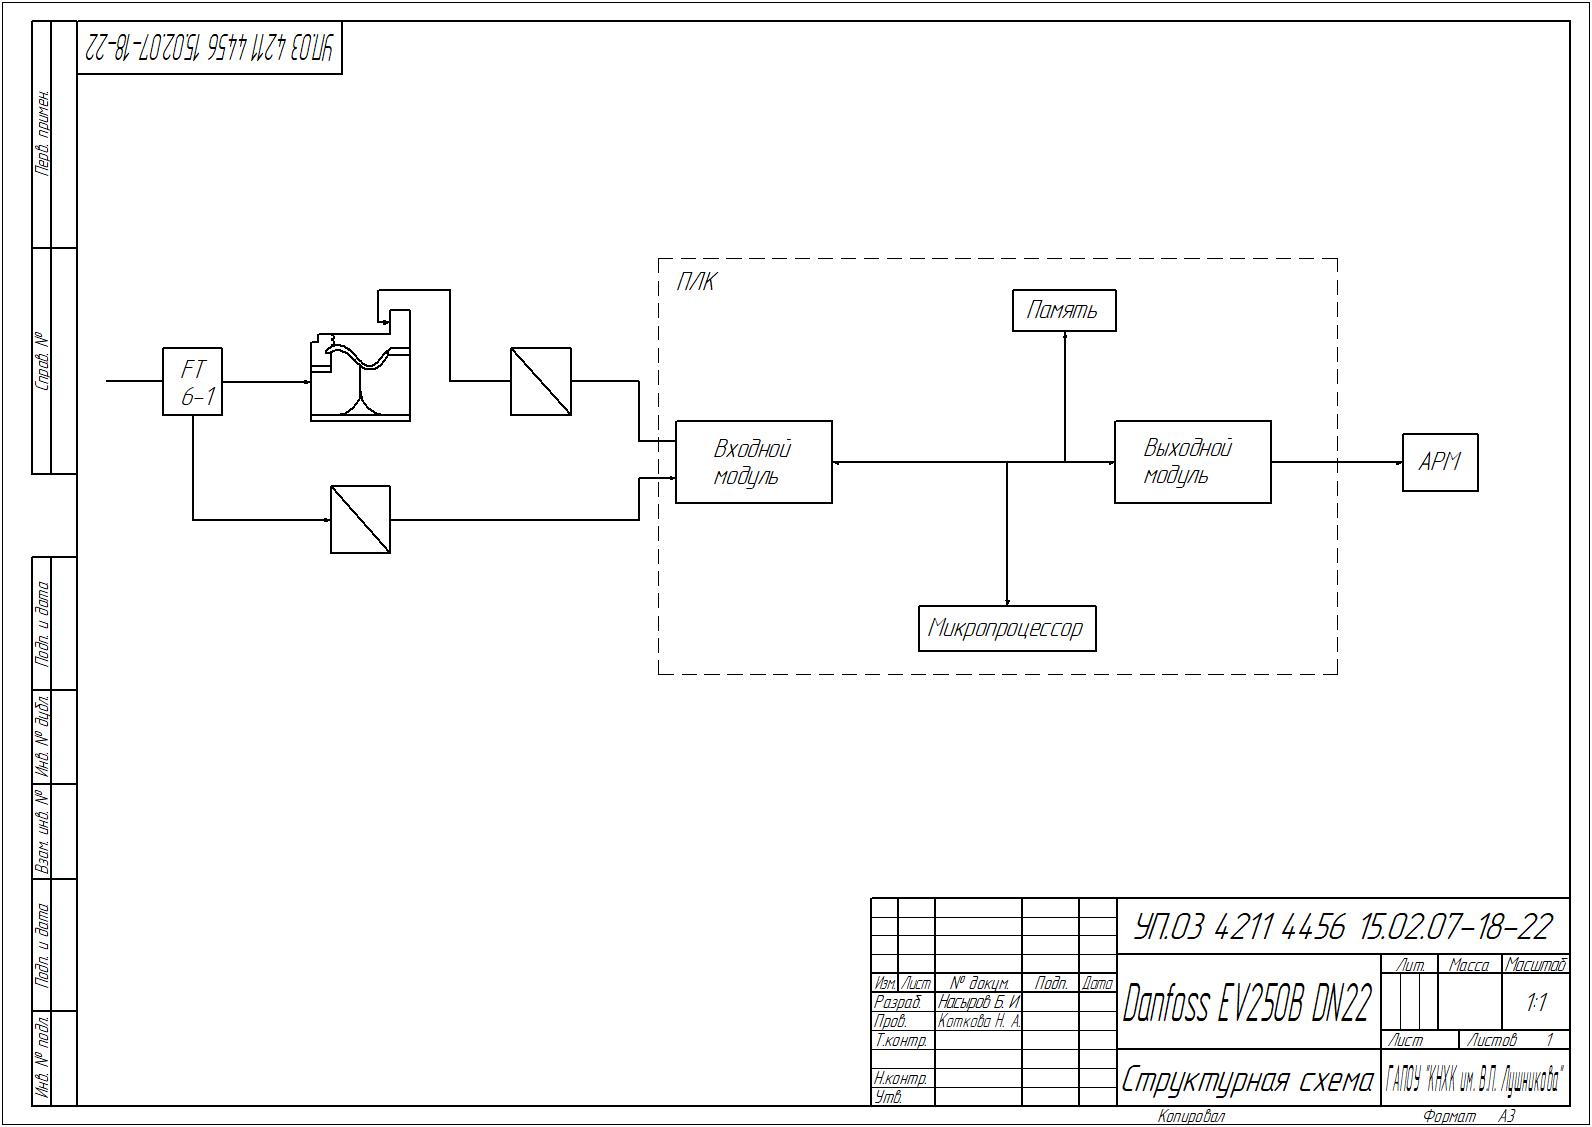 УП.03 4211 4456 15.02.07-18-22
Перв. примен.
Справ. №
Подп. и дата
Инв. № дубл.
Взам. инв. №
Подп. и дата
Инв. № подл.
ПЛК
Память
FT
6-1
Входной
модуль
Выходной
модуль
АРМ
Микропроцессор
УП.03 4211 4456 15.02.07-18-22
Изм. Лист № докум. Подп. Дата
Разраб. Насыров Б. И
Пров. Коткова Н. А.
Т.контр.
Н.контр.
Утв.
Danfoss EV250B DN22
Структурная схема
Лит. Масса Масштаб
1:1
Лист Листов 1
ГАПОУ "КНХК им. В.П. Лушникова"
Копировал Формат А3